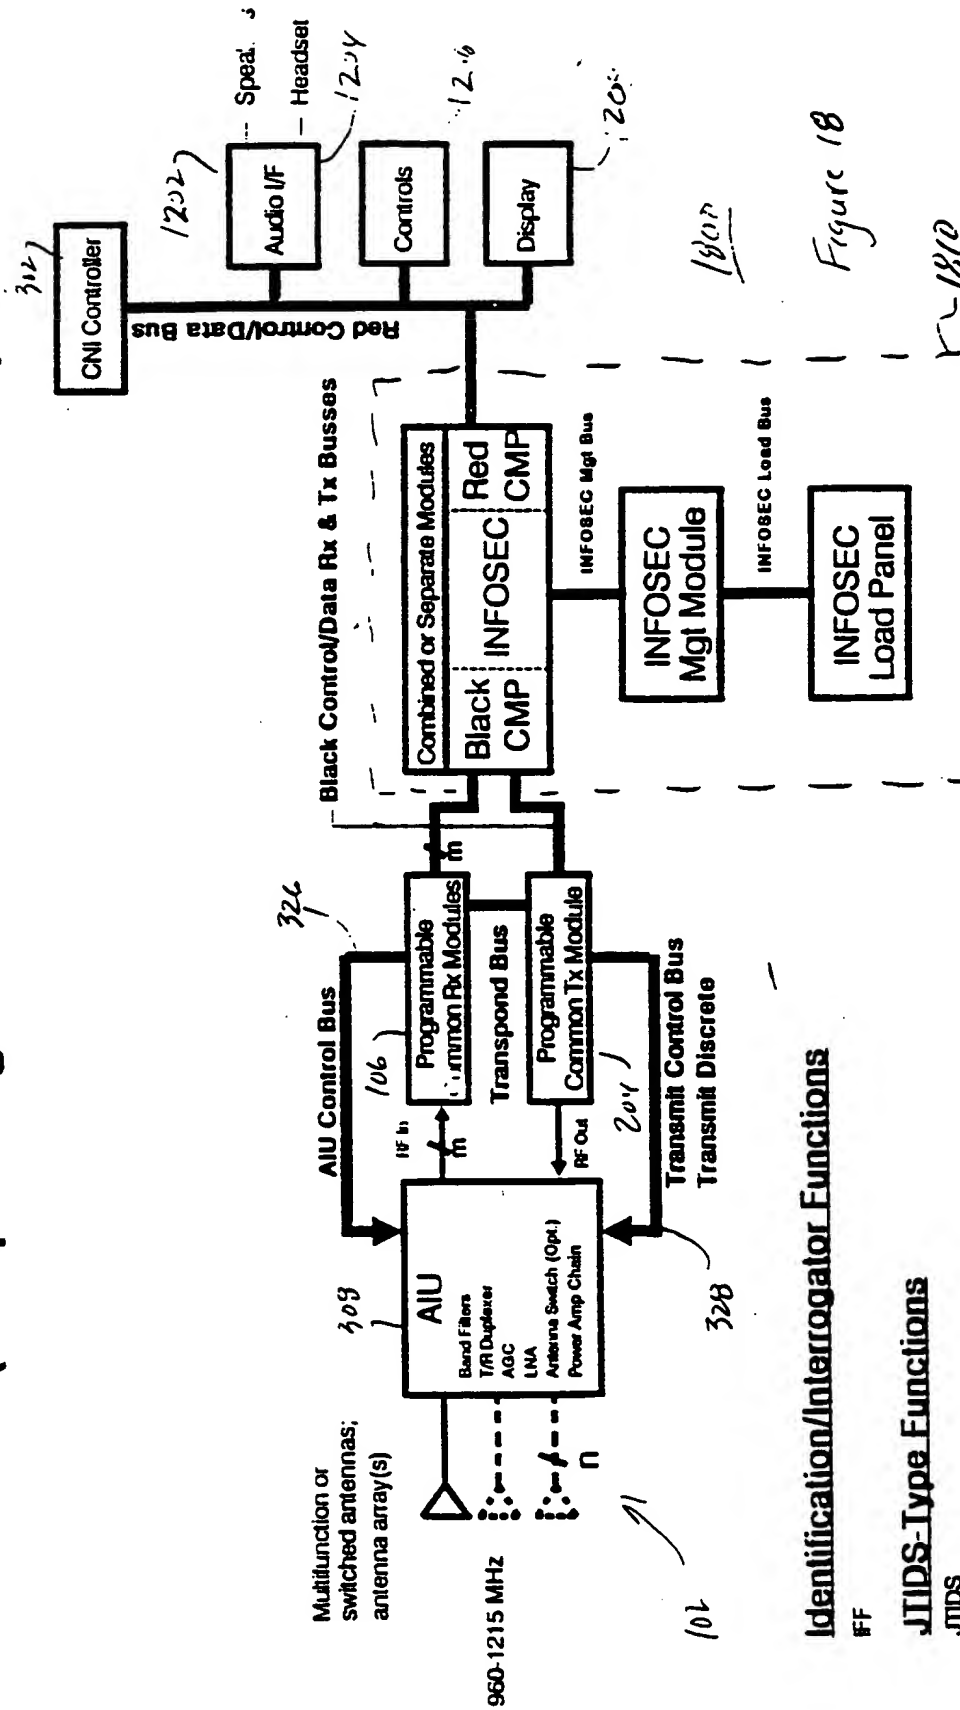 Multifunction or
switched antennas;
antenna array(s)
960-1215 MHz
n
102
309
AIU
Band Filters
T/R Duplexer
AGC
LNA
Antenna Switch (Opt.)
Power Amp Chain
AIU Control Bus
326
RF In
m
106
Programmable
Common Rx Modules
Transpond Bus
Programmable
Common Tx Module
204
RF Out
Transmit Control Bus
Transmit Discrete
328
m
Black Control/Data Rx & Tx Busses
Combined or Separate Modules
Black
CMP
INFOSEC
Red
CMP
INFOSEC Mgt Bus
INFOSEC
Mgt Module
INFOSEC Load Bus
INFOSEC
Load Panel
312
CNI Controller
Red Control/Data Bus
1202
Audio I/F
Headset
1204
Controls
Display
Figure 18
1810
Identification/Interrogator Functions
IFF
JTIDS-Type Functions
JTIDS